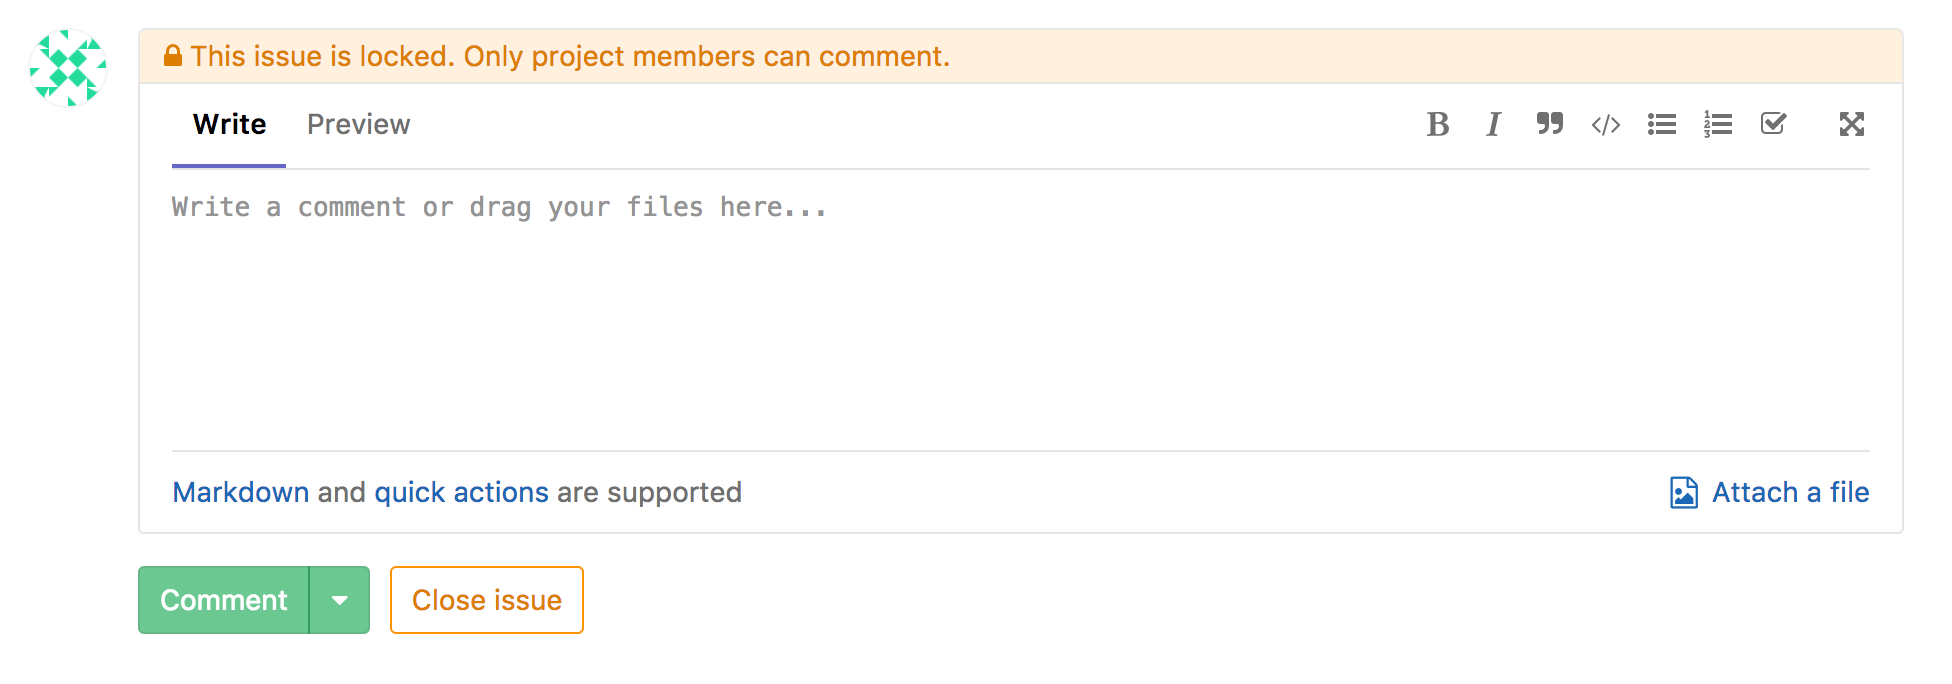 This issue is locked. Only project members can comment.
Write Preview
Write a comment or drag your files here...
Markdown and quick actions are supported
Attach a file
Comment
Close issue